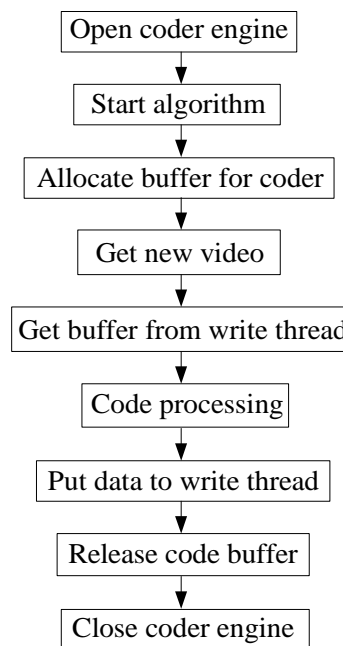 Open coder engine
Start algorithm
Allocate buffer for coder
Get new video
Get buffer from write thread
Code processing
Put data to write thread
Release code buffer
Close coder engine